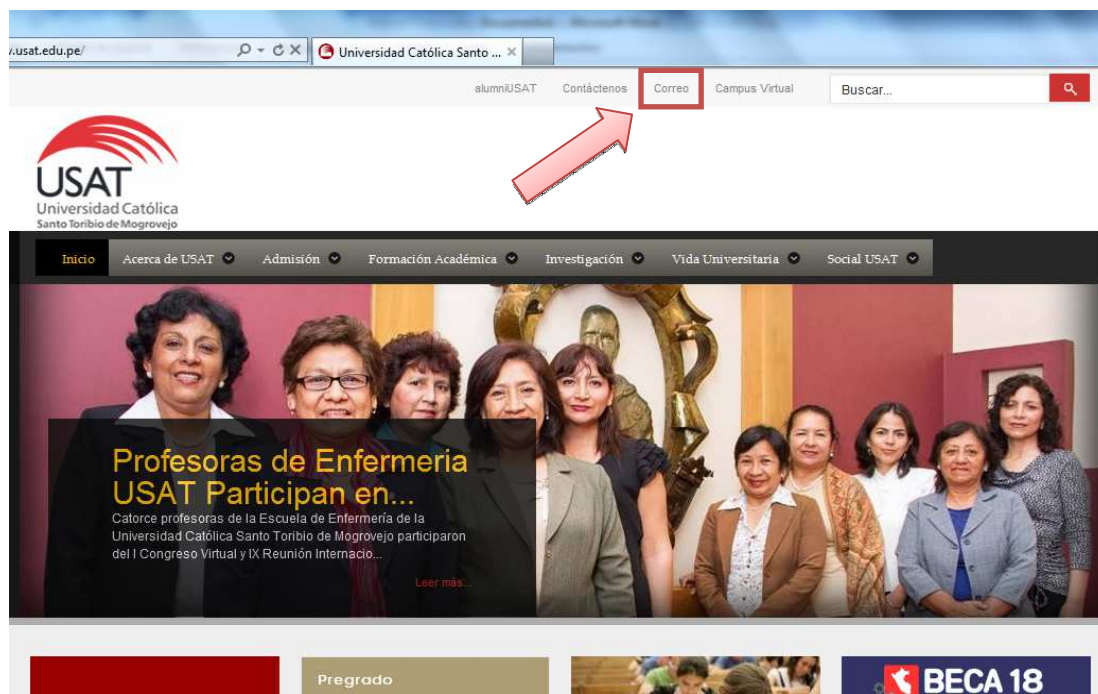 v.usat.edu.pe/
Universidad Católica Santo ...
alumniUSAT Contáctenos Correo Campus Virtual Buscar...
USAT
Universidad Católica
Santo Toribio de Mogrovejo
Inicio Acerca de USAT Admisión Formación Académica Investigación Vida Universitaria Social USAT
Profesoras de Enfermeria
USAT Participan en...
Catorce profesoras de la Escuela de Enfermería de la
Universidad Católica Santo Toribio de Mogrovejo participaron
del I Congreso Virtual y IX Reunión Internacio...
Leer más...
Pregrado
BECA 18